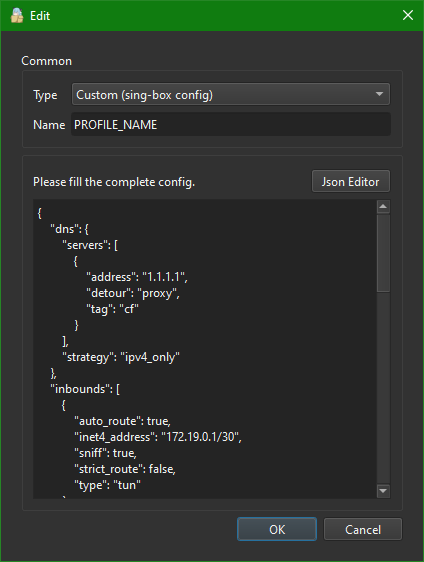 Edit
Common
Type Custom (sing-box config)
Name PROFILE_NAME
Please fill the complete config. Json Editor
{
"dns": {
"servers": [
{
"address": "1.1.1.1",
"detour": "proxy",
"tag": "cf"
}
],
"strategy": "ipv4_only"
},
"inbounds": [
{
"auto_route": true,
"inet4_address": "172.19.0.1/30",
"sniff": true,
"strict_route": false,
"type": "tun"
OK Cancel